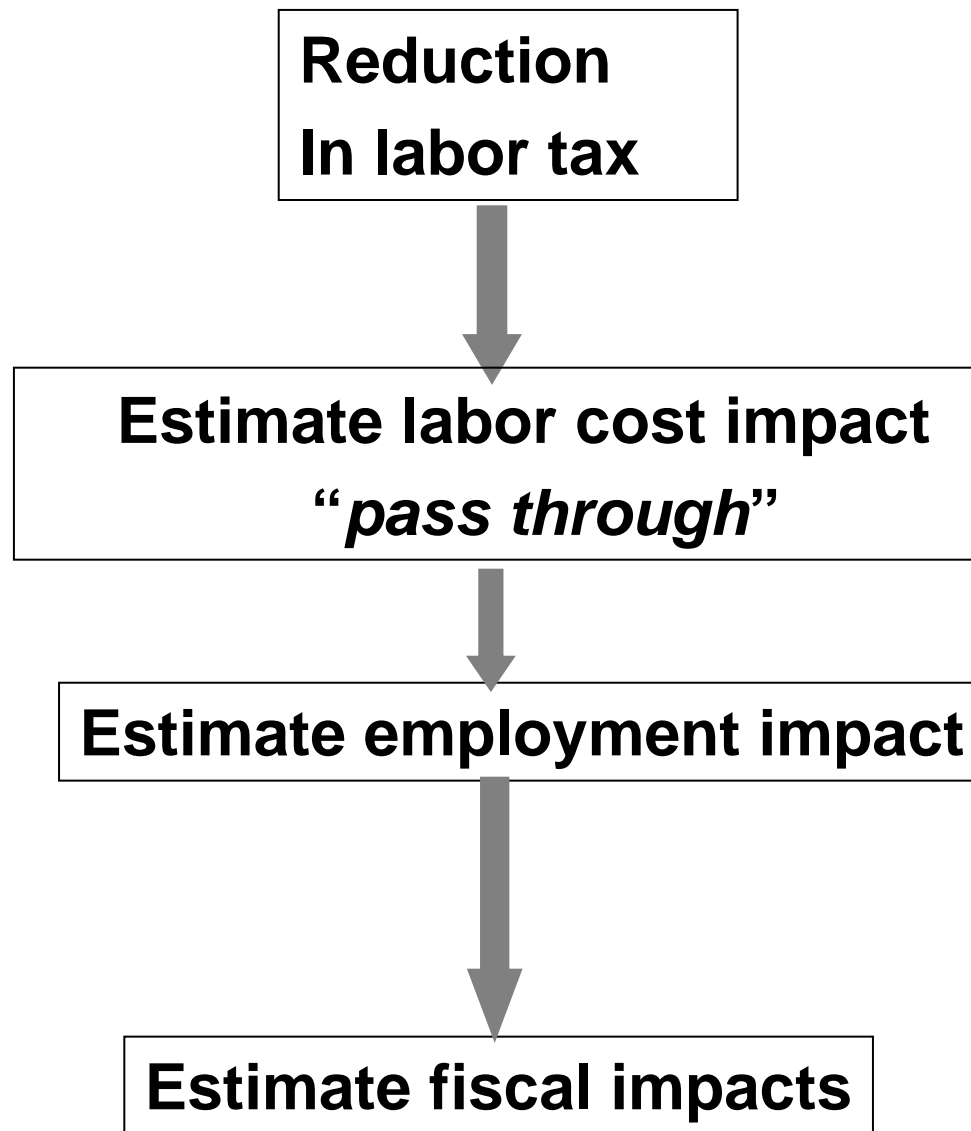 Reduction
In labor tax
Estimate labor cost impact
“pass through”
Estimate employment impact
Estimate fiscal impacts